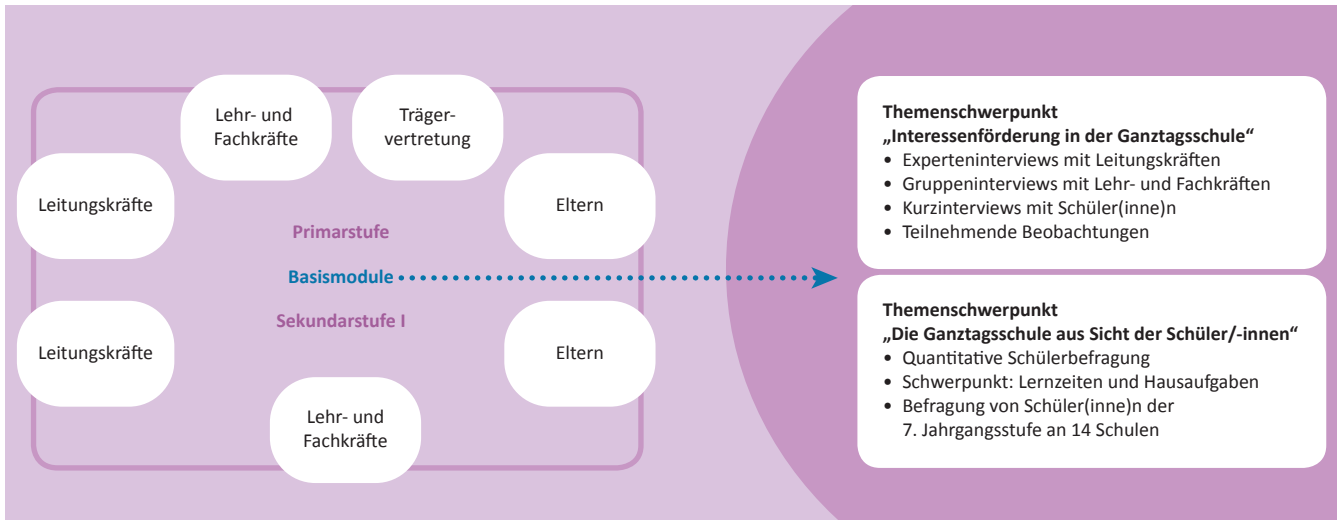 Lehr- und
Fachkräfte
Träger-
vertretung
Leitungskräfte
Eltern
Primarstufe
Basismodule
Sekundarstufe I
Leitungskräfte
Eltern
Lehr- und
Fachkräfte
Themenschwerpunkt
„Interessenförderung in der Ganztagsschule“
• Experteninterviews mit Leitungskräften
• Gruppeninterviews mit Lehr- und Fachkräften
• Kurzinterviews mit Schüler(inne)n
• Teilnehmende Beobachtungen
Themenschwerpunkt
„Die Ganztagsschule aus Sicht der Schüler/-innen“
• Quantitative Schülerbefragung
• Schwerpunkt: Lernzeiten und Hausaufgaben
• Befragung von Schüler(inne)n der
7. Jahrgangsstufe an 14 Schulen